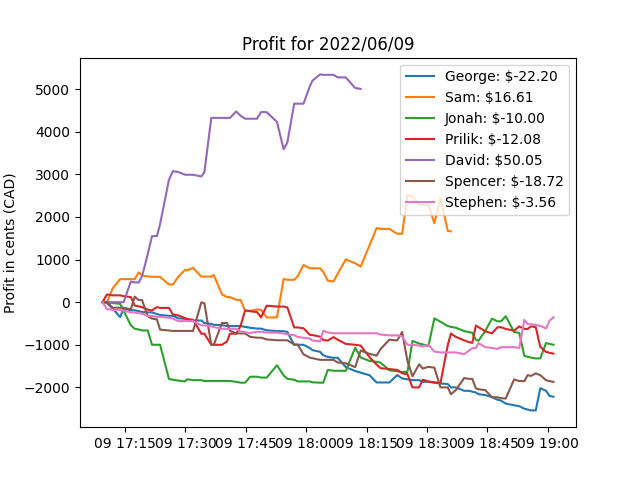 Profit for 2022/06/09
Profit in cents (CAD)
5000
4000
3000
2000
1000
0
−1000
−2000
George: $-22.20
Sam: $16.61
Jonah: $-10.00
Prilik: $-12.08
David: $50.05
Spencer: $-18.72
Stephen: $-3.56
09 17:15 09 17:30 09 17:45 09 18:00 09 18:15 09 18:30 09 18:45 09 19:00